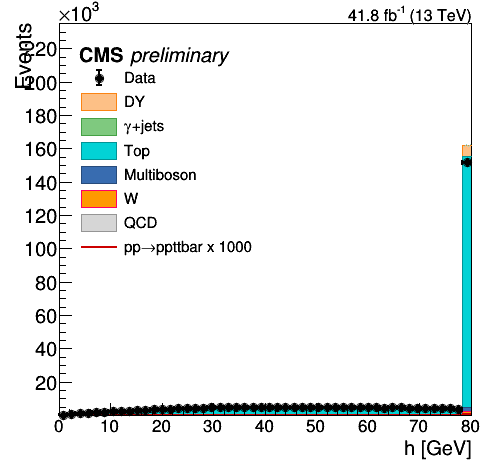 ×10³
41.8 fb⁻¹ (13 TeV)
Events
CMS preliminary
Data
DY
γ+jets
Top
Multiboson
W
QCD
pp→ppttbar x 1000
220
200
180
160
140
120
100
80
60
40
20
0 10 20 30 40 50 60 70 80
h [GeV]